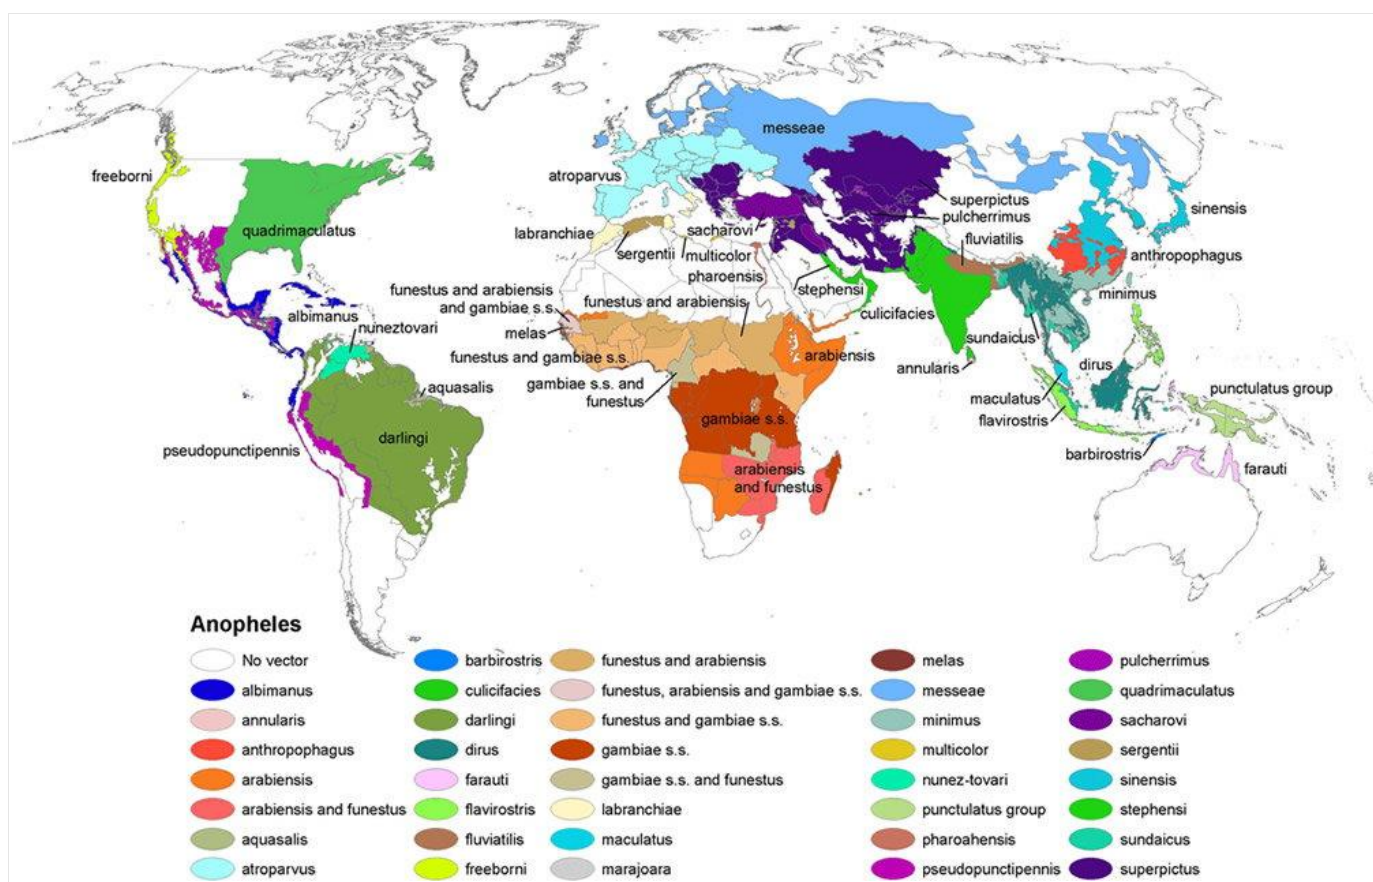 messeae
freeborni
atroparvus
superpictus
pulcherrimus
sinensis
quadrimaculatus
labranchiae
sacharovi
fluviatilis
sergentii
multicolor
anthropophagus
pharoensis
funestus and arabiensis
and gambiae s.s.
funestus and arabiensis
stephensi
minimus
albimanus
nuneztovari
melas
culicifacies
sundaicus
funestus and gambiae s.s.
arabiensis
annularis
dirus
aquasalis
gambiae s.s. and
funestus
punctulatus group
maculatus
flavirostris
gambiae s.s.
darlingi
pseudopunctipennis
barbirostris
farauti
arabiensis
and funestus
Anopheles
No vector
albimanus
annularis
anthropophagus
arabiensis
arabiensis and funestus
aquasalis
atroparvus
barbirostris
culicifacies
darlingi
dirus
farauti
flavirostris
fluviatilis
freeborni
funestus and arabiensis
funestus, arabiensis and gambiae s.s.
funestus and gambiae s.s.
gambiae s.s.
gambiae s.s. and funestus
labranchiae
maculatus
marajoara
melas
messeae
minimus
multicolor
nunez-tovari
punctulatus group
pharoahensis
pseudopunctipennis
pulcherrimus
quadrimaculatus
sacharovi
sergentii
sinensis
stephensi
sundaicus
superpictus